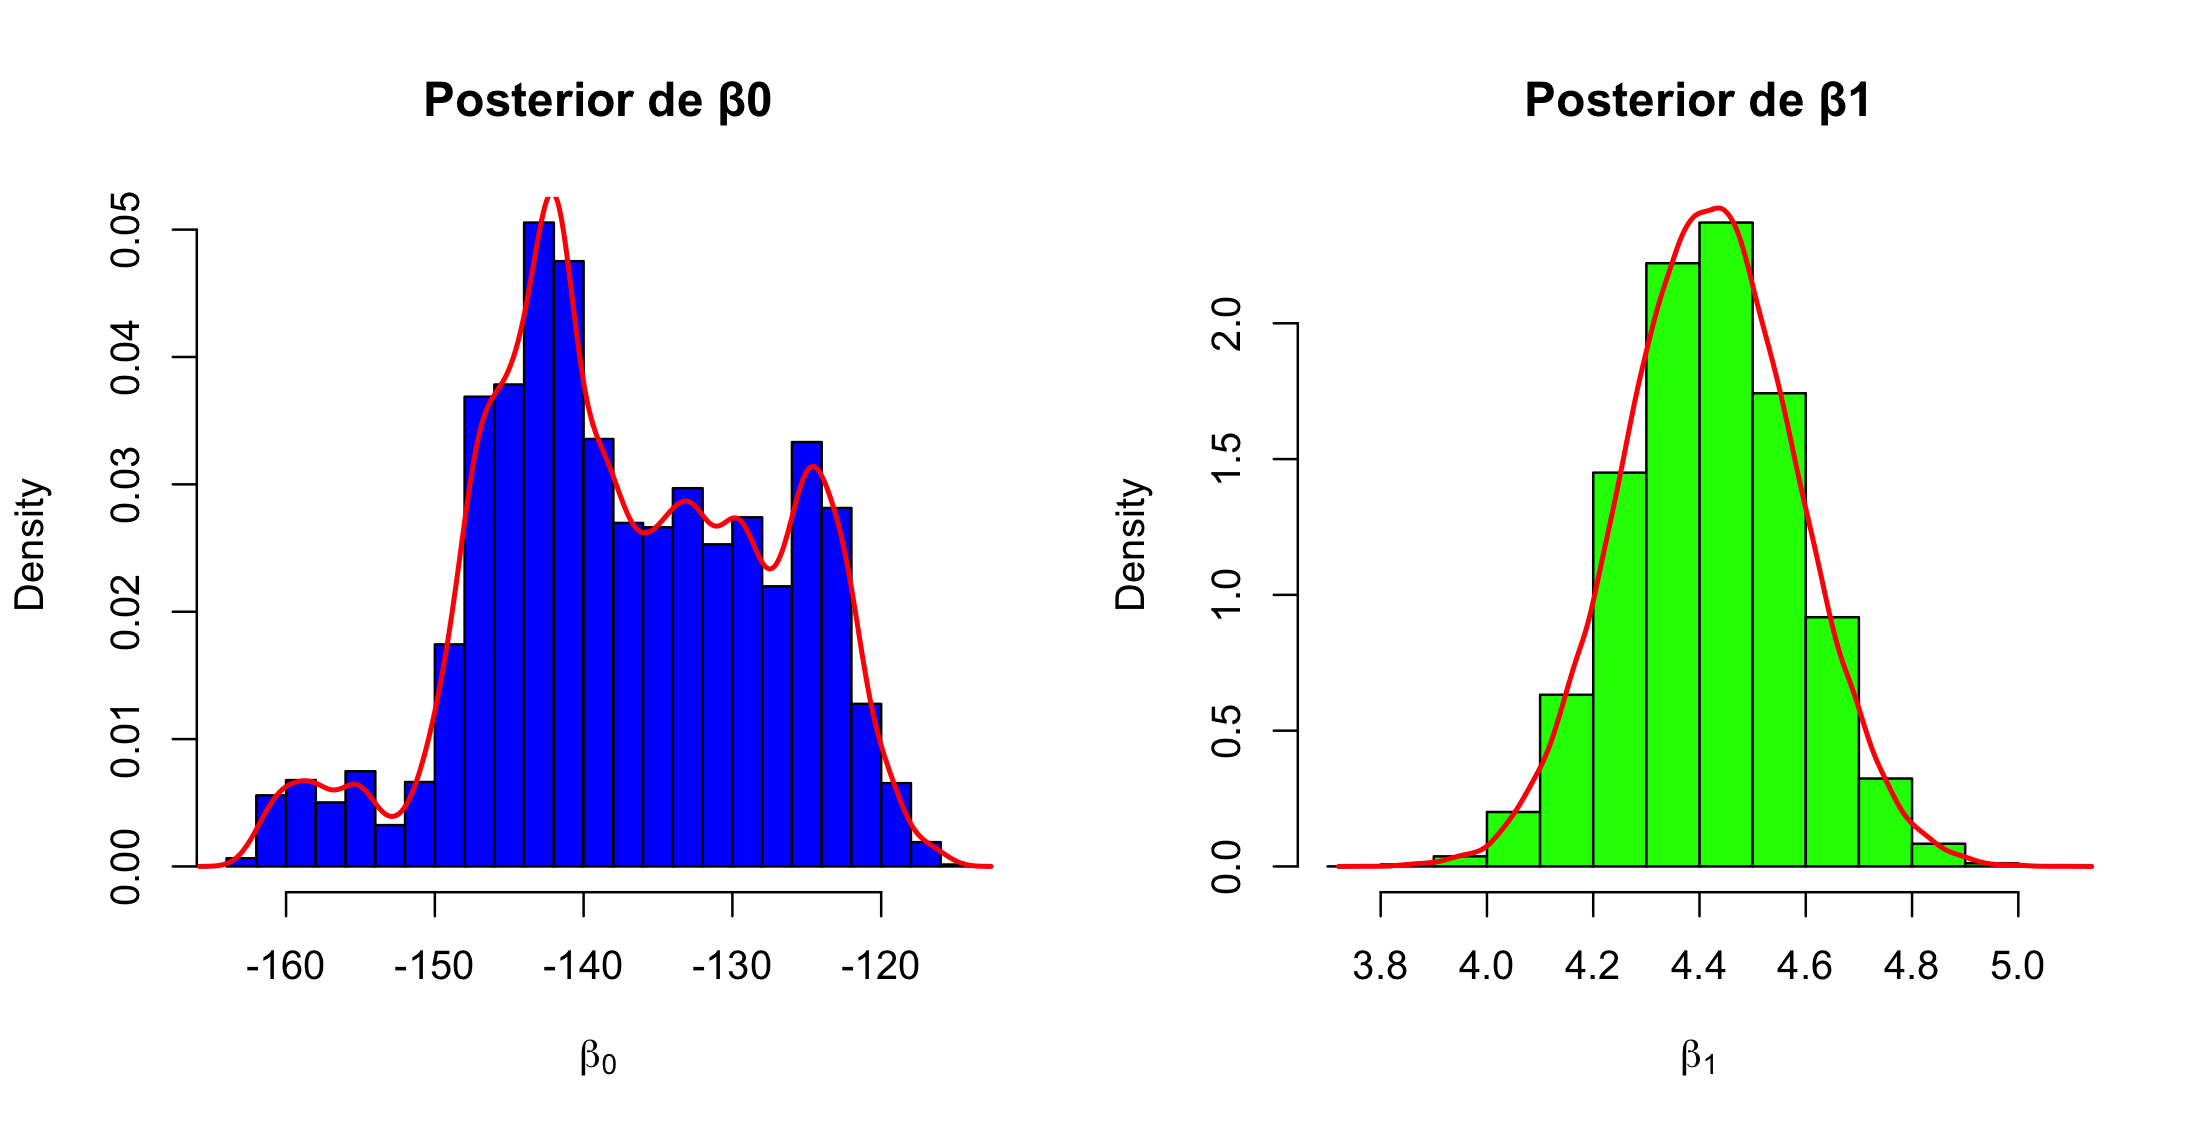 Posterior de β0
Density
0.00 0.01 0.02 0.03 0.04 0.05
-160 -150 -140 -130 -120
β0
Posterior de β1
Density
0.0 0.5 1.0 1.5 2.0
3.8 4.0 4.2 4.4 4.6 4.8 5.0
β1